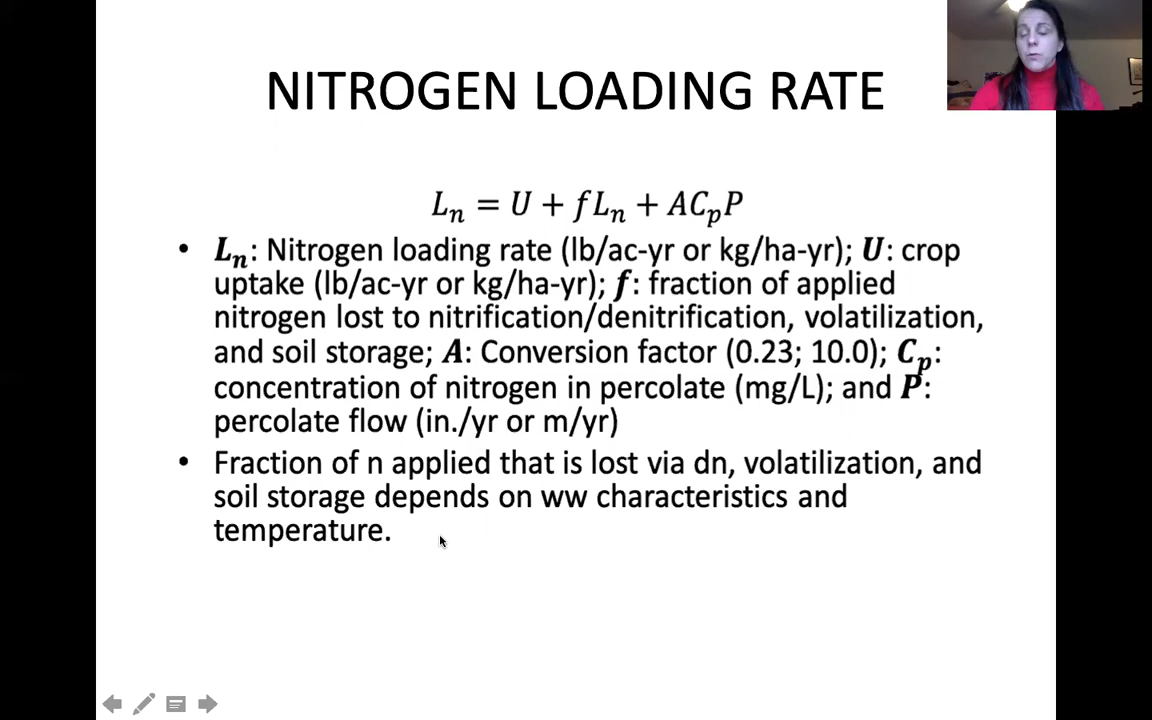 NITROGEN LOADING RATE
Lₙ = U + fLₙ + ACₚP
• Lₙ: Nitrogen loading rate (lb/ac-yr or kg/ha-yr); U: crop
uptake (lb/ac-yr or kg/ha-yr); f: fraction of applied
nitrogen lost to nitrification/denitrification, volatilization,
and soil storage; A: Conversion factor (0.23; 10.0); Cₚ:
concentration of nitrogen in percolate (mg/L); and P:
percolate flow (in./yr or m/yr)
• Fraction of n applied that is lost via dn, volatilization, and
soil storage depends on ww characteristics and
temperature.